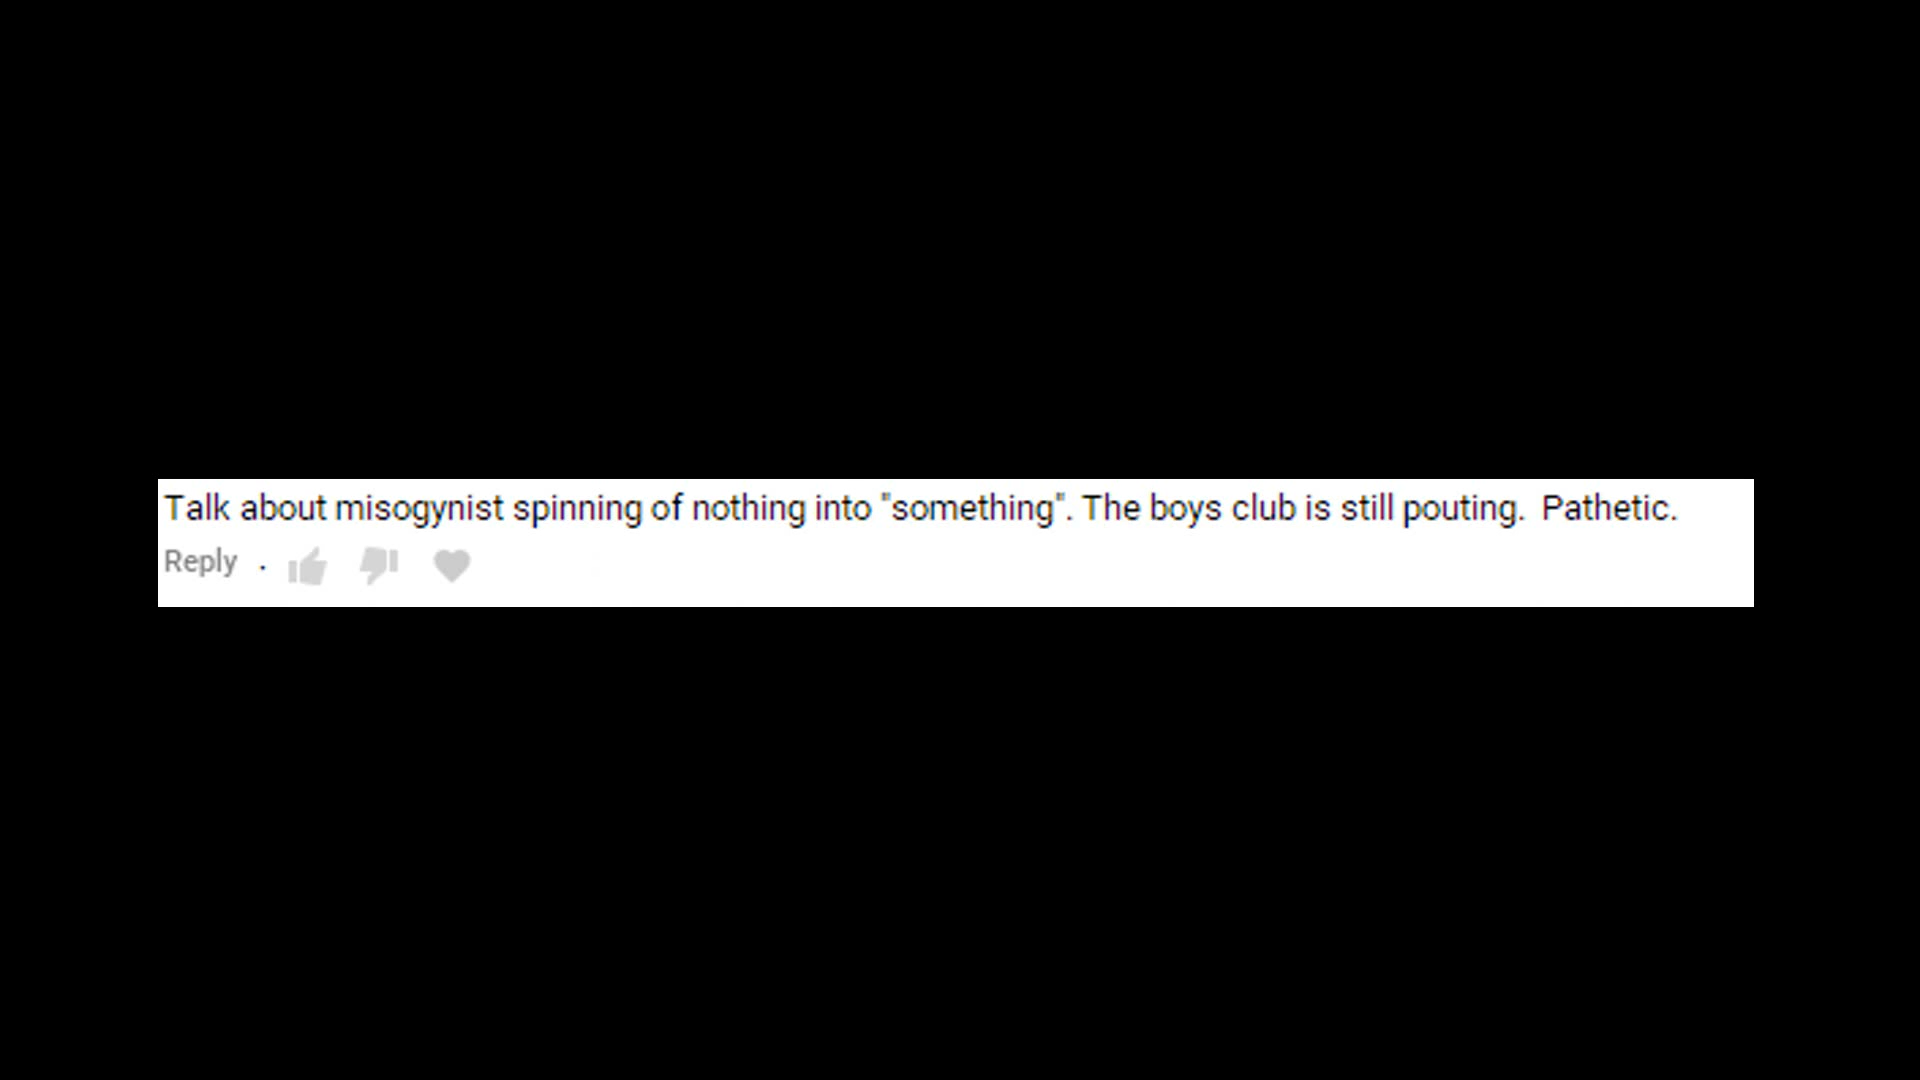 Talk about misogynist spinning of nothing into "something". The boys club is still pouting.  Pathetic.
Reply .